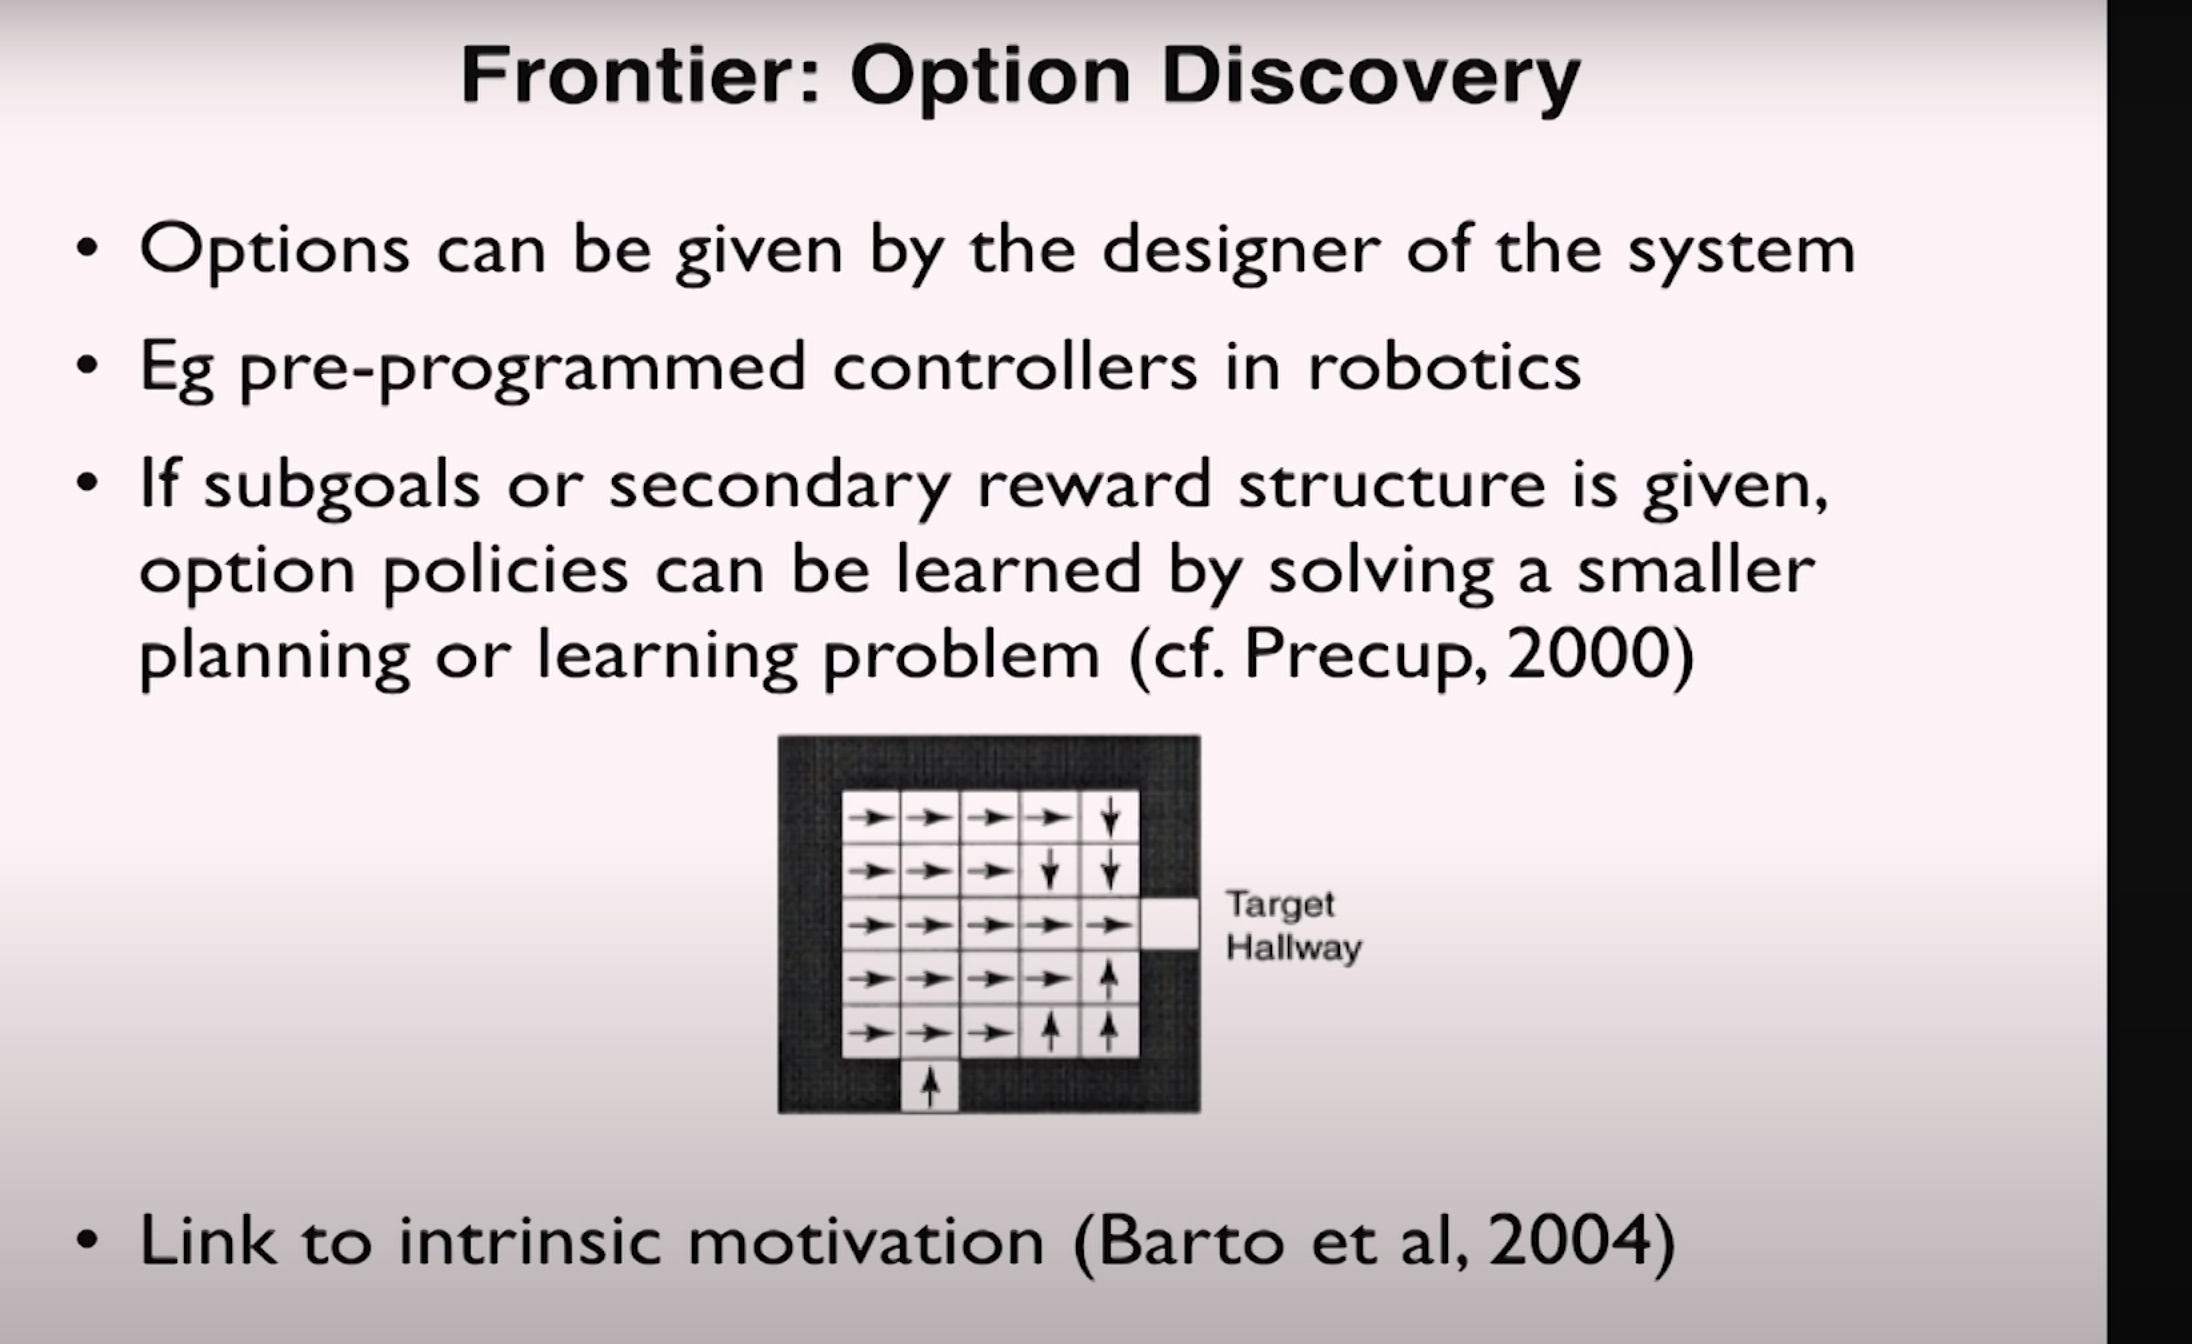 Frontier: Option Discovery
• Options can be given by the designer of the system
• Eg pre-programmed controllers in robotics
• If subgoals or secondary reward structure is given,
option policies can be learned by solving a smaller
planning or learning problem (cf. Precup, 2000)
Target
Hallway
• Link to intrinsic motivation (Barto et al, 2004)